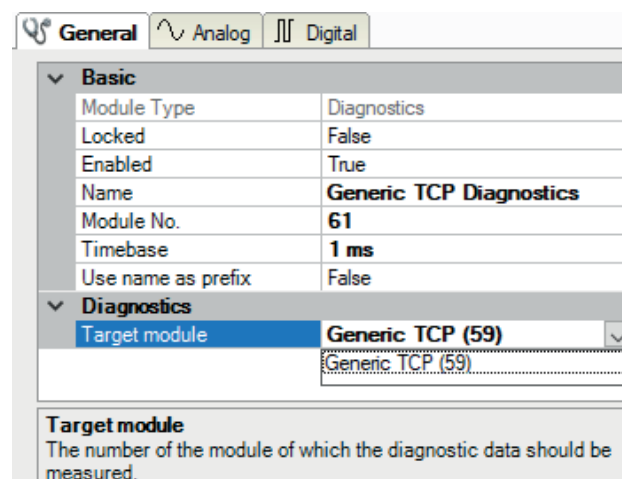 General Analog Digital
Basic
Module Type Diagnostics
Locked False
Enabled True
Name Generic TCP Diagnostics
Module No. 61
Timebase 1 ms
Use name as prefix False
Diagnostics
Target module Generic TCP (59)
Generic TCP (59)
Target module
The number of the module of which the diagnostic data should be
measured.